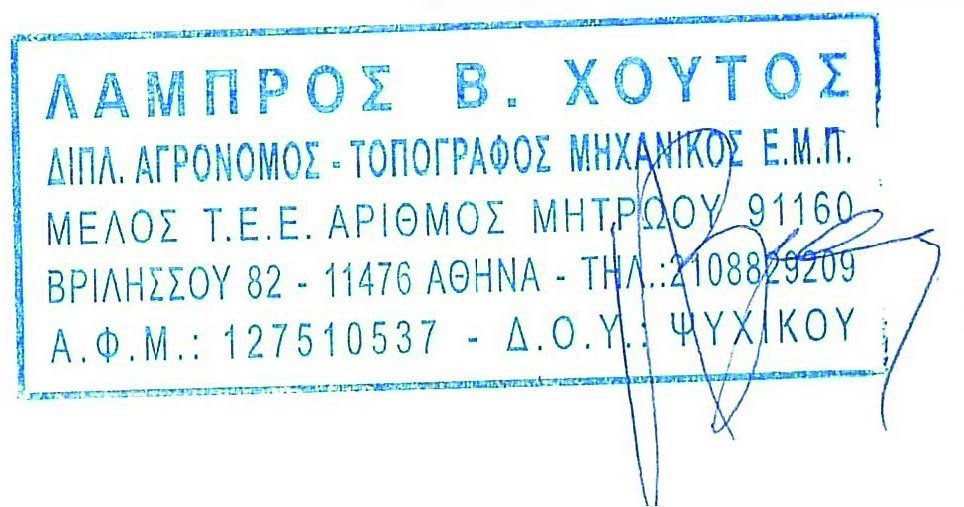 ΛΑΜΠΡΟΣ Β. ΧΟΥΤΟΣ
ΔΙΠΛ. ΑΓΡΟΝΟΜΟΣ - ΤΟΠΟΓΡΑΦΟΣ ΜΗΧΑΝΙΚΟΣ Ε.Μ.Π.
ΜΕΛΟΣ Τ.Ε.Ε. ΑΡΙΘΜΟΣ ΜΗΤΡΩΟΥ 91160
ΒΡΙΛΗΣΣΟΥ 82 - 11476 ΑΘΗΝΑ - ΤΗΛ.:2108829209
Α.Φ.Μ.: 127510537 - Δ.Ο.Υ.: ΨΥΧΙΚΟΥ